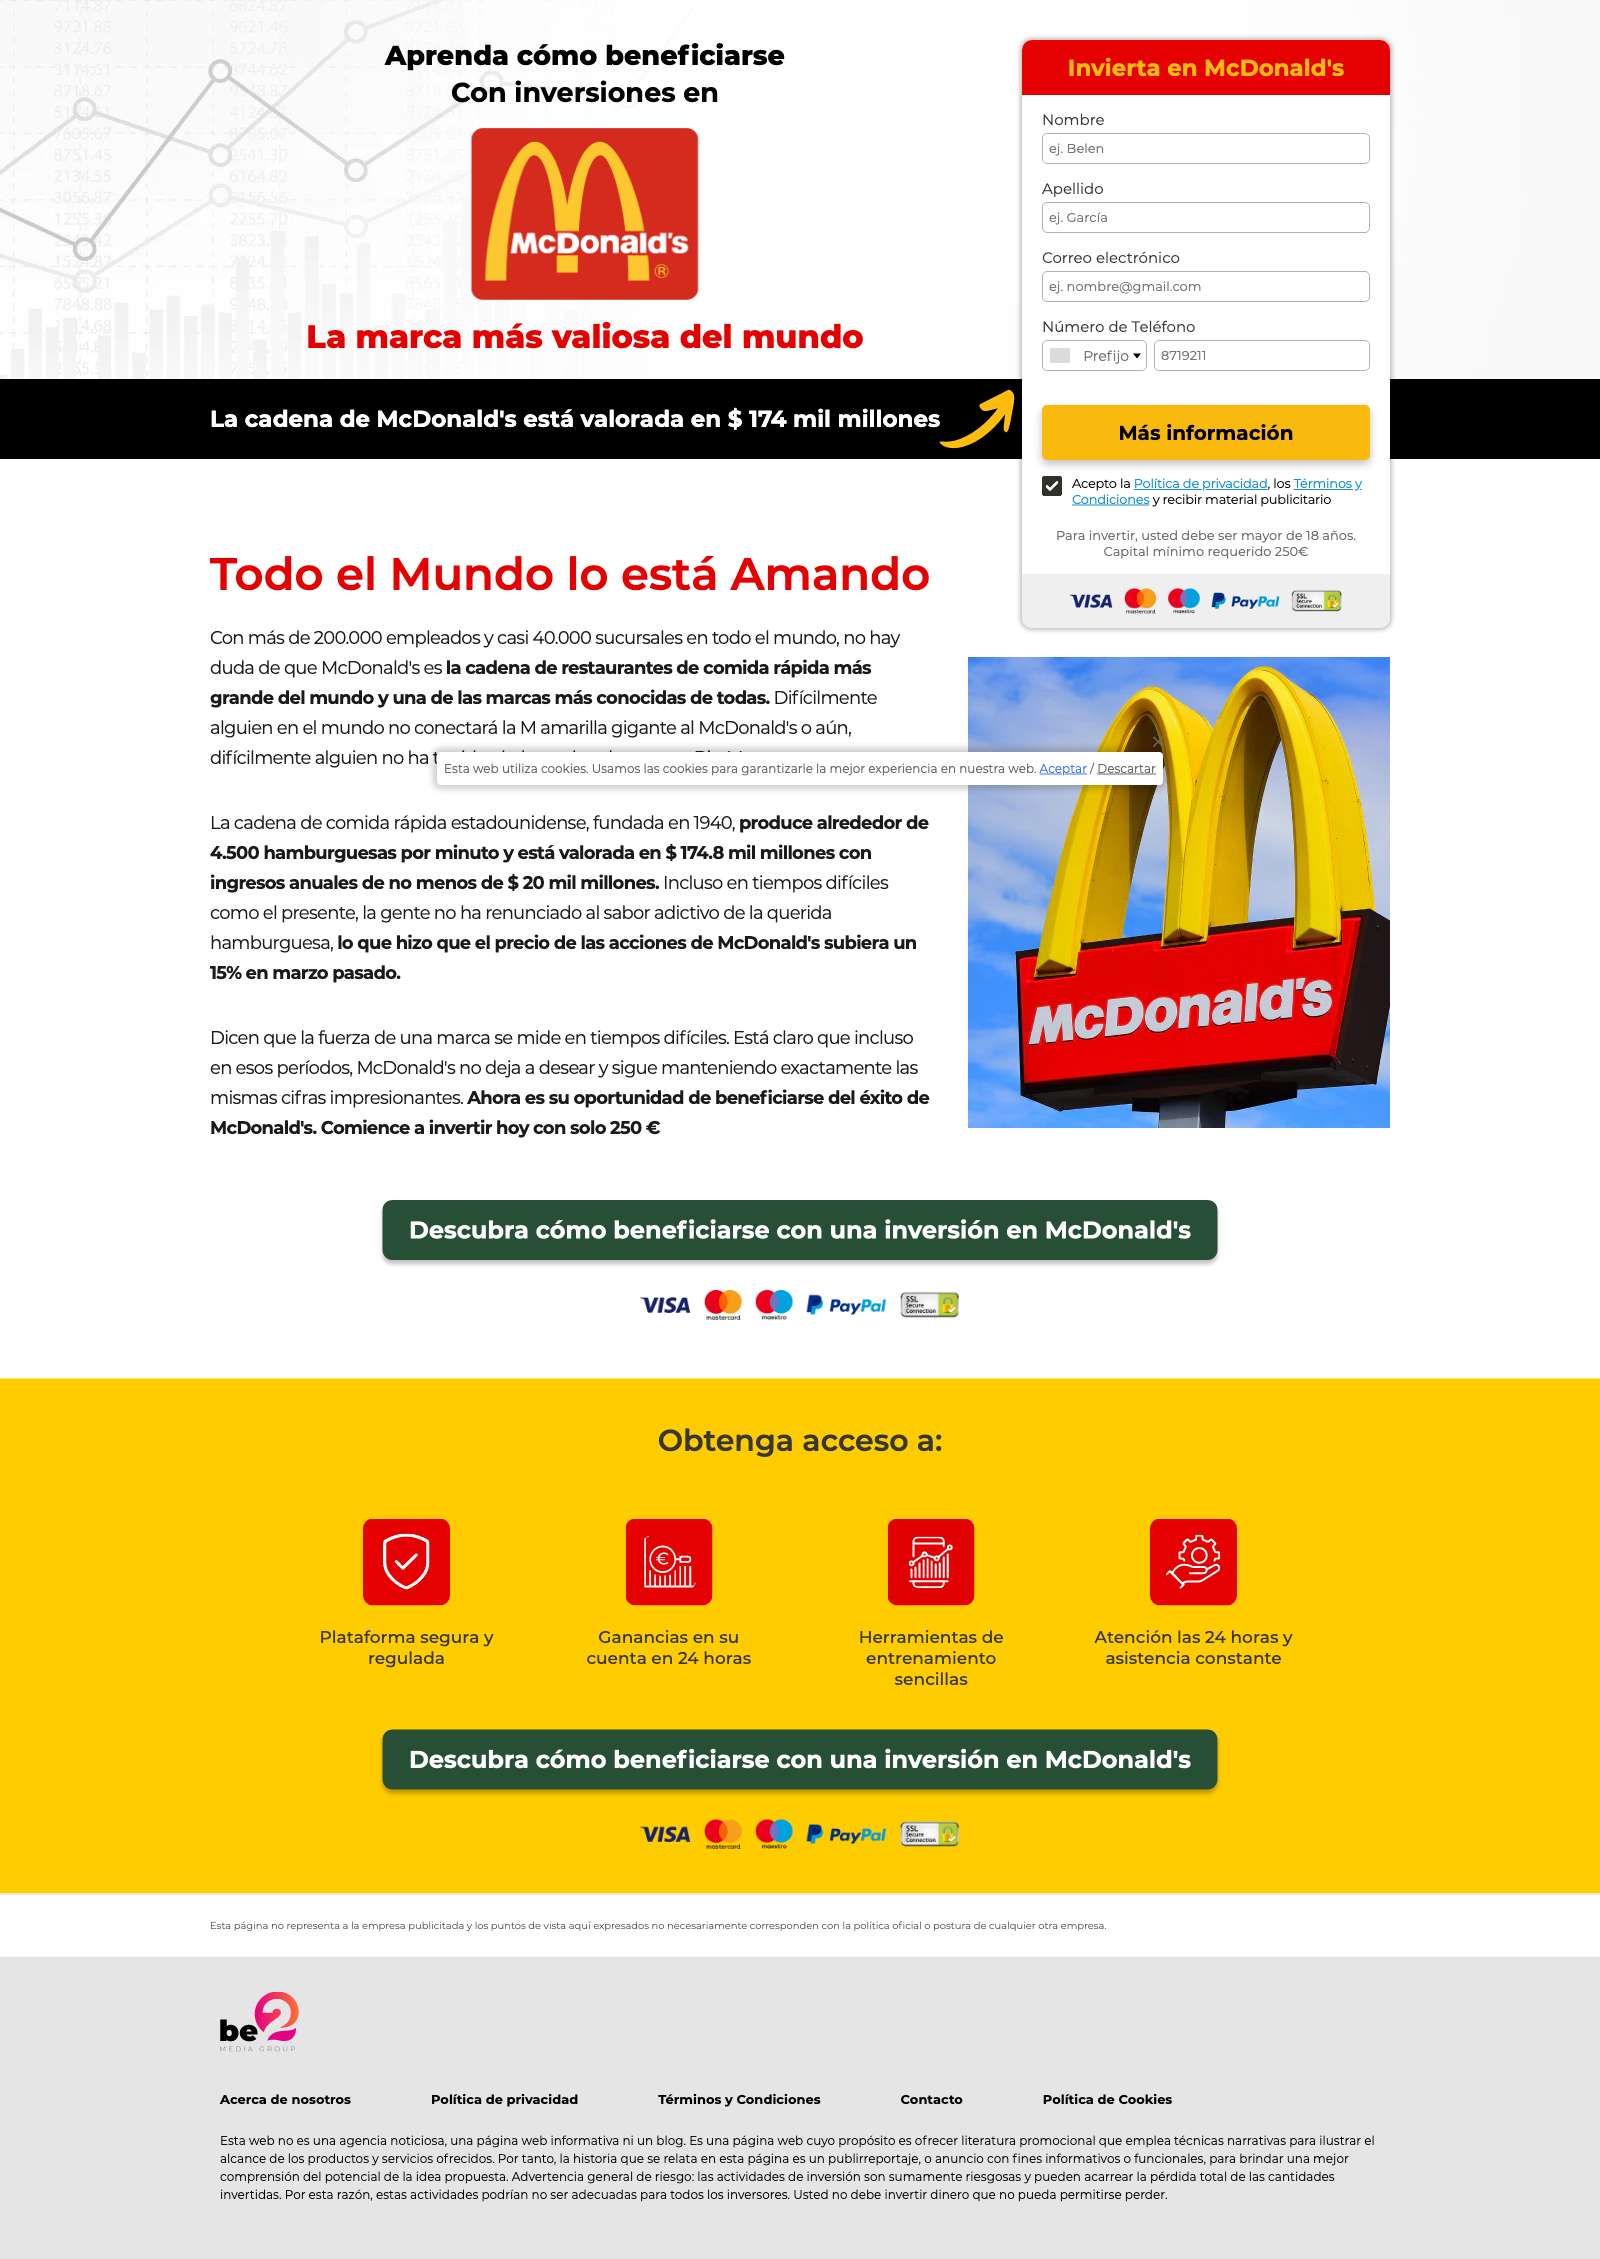 Aprenda cómo beneficiarse
Con inversiones en
McDonald's
®
La marca más valiosa del mundo
La cadena de McDonald's está valorada en $ 174 mil millones
Invierta en McDonald's
Nombre
ej. Belen
Apellido
ej. García
Correo electrónico
ej. nombre@gmail.com
Número de Teléfono
Prefijo
8719211
Más información
Acepto la Política de privacidad, los Términos y
Condiciones y recibir material publicitario
Para invertir, usted debe ser mayor de 18 años.
Capital mínimo requerido 250€
VISA mastercard maestro PayPal SSL Secure Connection
Todo el Mundo lo está Amando
Con más de 200.000 empleados y casi 40.000 sucursales en todo el mundo, no hay
duda de que McDonald's es la cadena de restaurantes de comida rápida más
grande del mundo y una de las marcas más conocidas de todas. Difícilmente
alguien en el mundo no conectará la M amarilla gigante al McDonald's o aún,
difícilmente alguien no ha
Esta web utiliza cookies. Usamos las cookies para garantizarle la mejor experiencia en nuestra web. Aceptar / Descartar
La cadena de comida rápida estadounidense, fundada en 1940, produce alrededor de
4.500 hamburguesas por minuto y está valorada en $ 174.8 mil millones con
ingresos anuales de no menos de $ 20 mil millones. Incluso en tiempos difíciles
como el presente, la gente no ha renunciado al sabor adictivo de la querida
hamburguesa, lo que hizo que el precio de las acciones de McDonald's subiera un
15% en marzo pasado.
Dicen que la fuerza de una marca se mide en tiempos difíciles. Está claro que incluso
en esos períodos, McDonald's no deja a desear y sigue manteniendo exactamente las
mismas cifras impresionantes. Ahora es su oportunidad de beneficiarse del éxito de
McDonald's. Comience a invertir hoy con solo 250 €
McDonald's
Descubra cómo beneficiarse con una inversión en McDonald's
VISA mastercard maestro PayPal SSL Secure Connection
Obtenga acceso a:
Plataforma segura y
regulada
Ganancias en su
cuenta en 24 horas
Herramientas de
entrenamiento
sencillas
Atención las 24 horas y
asistencia constante
Descubra cómo beneficiarse con una inversión en McDonald's
VISA mastercard maestro PayPal SSL Secure Connection
Esta página no representa a la empresa publicitada y los puntos de vista aquí expresados no necesariamente corresponden con la política oficial o postura de cualquier otra empresa.
be2
MEDIA GROUP
Acerca de nosotros
Política de privacidad
Términos y Condiciones
Contacto
Política de Cookies
Esta web no es una agencia noticiosa, una página web informativa ni un blog. Es una página web cuyo propósito es ofrecer literatura promocional que emplea técnicas narrativas para ilustrar el
alcance de los productos y servicios ofrecidos. Por tanto, la historia que se relata en esta página es un publirreportaje, o anuncio con fines informativos o funcionales, para brindar una mejor
comprensión del potencial de la idea propuesta. Advertencia general de riesgo: las actividades de inversión son sumamente riesgosas y pueden acarrear la pérdida total de las cantidades
invertidas. Por esta razón, estas actividades podrían no ser adecuadas para todos los inversores. Usted no debe invertir dinero que no pueda permitirse perder.